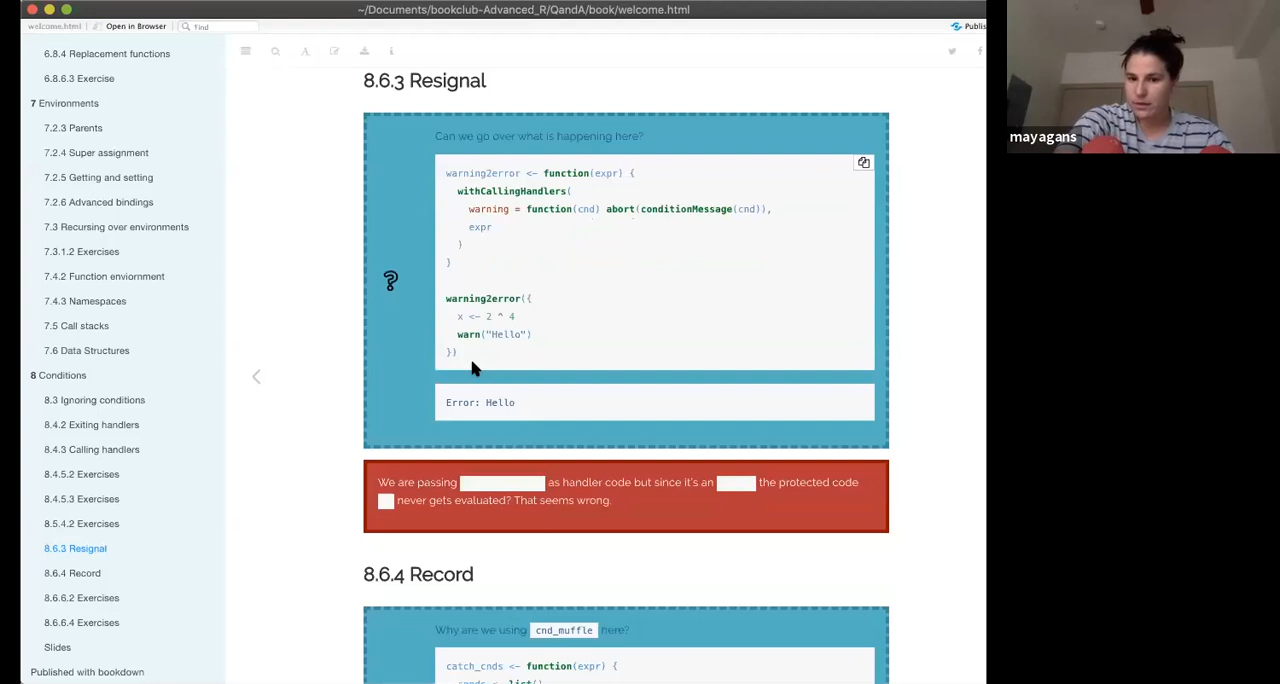 ~/Documents/bookclub-Advanced_R/QandA/book/welcome.html
welcome.html
Open in Browser
Find
Publis
6.8.4 Replacement functions
6.8.6.3 Exercise
7 Environments
7.2.3 Parents
7.2.4 Super assignment
7.2.5 Getting and setting
7.2.6 Advanced bindings
7.3 Recursing over environments
7.3.1.2 Exercises
7.4.2 Function enviornment
7.4.3 Namespaces
7.5 Call stacks
7.6 Data Structures
8 Conditions
8.3 Ignoring conditions
8.4.2 Exiting handlers
8.4.3 Calling handlers
8.4.5.2 Exercises
8.4.5.3 Exercises
8.5.4.2 Exercises
8.6.3 Resignal
8.6.4 Record
8.6.6.2 Exercises
8.6.6.4 Exercises
Slides
Published with bookdown
8.6.3 Resignal
Can we go over what is happening here?
warning2error <- function(expr) {
withCallingHandlers(
warning = function(cnd) abort(conditionMessage(cnd)),
expr
)
}
warning2error({
x <- 2 ^ 4
warn("Hello")
})
Error: Hello
We are passing as handler code but since it's an the protected code
never gets evaluated? That seems wrong.
8.6.4 Record
Why are we using cnd_muffle here?
catch_cnds <- function(expr) {
conds <- list()
mayagans